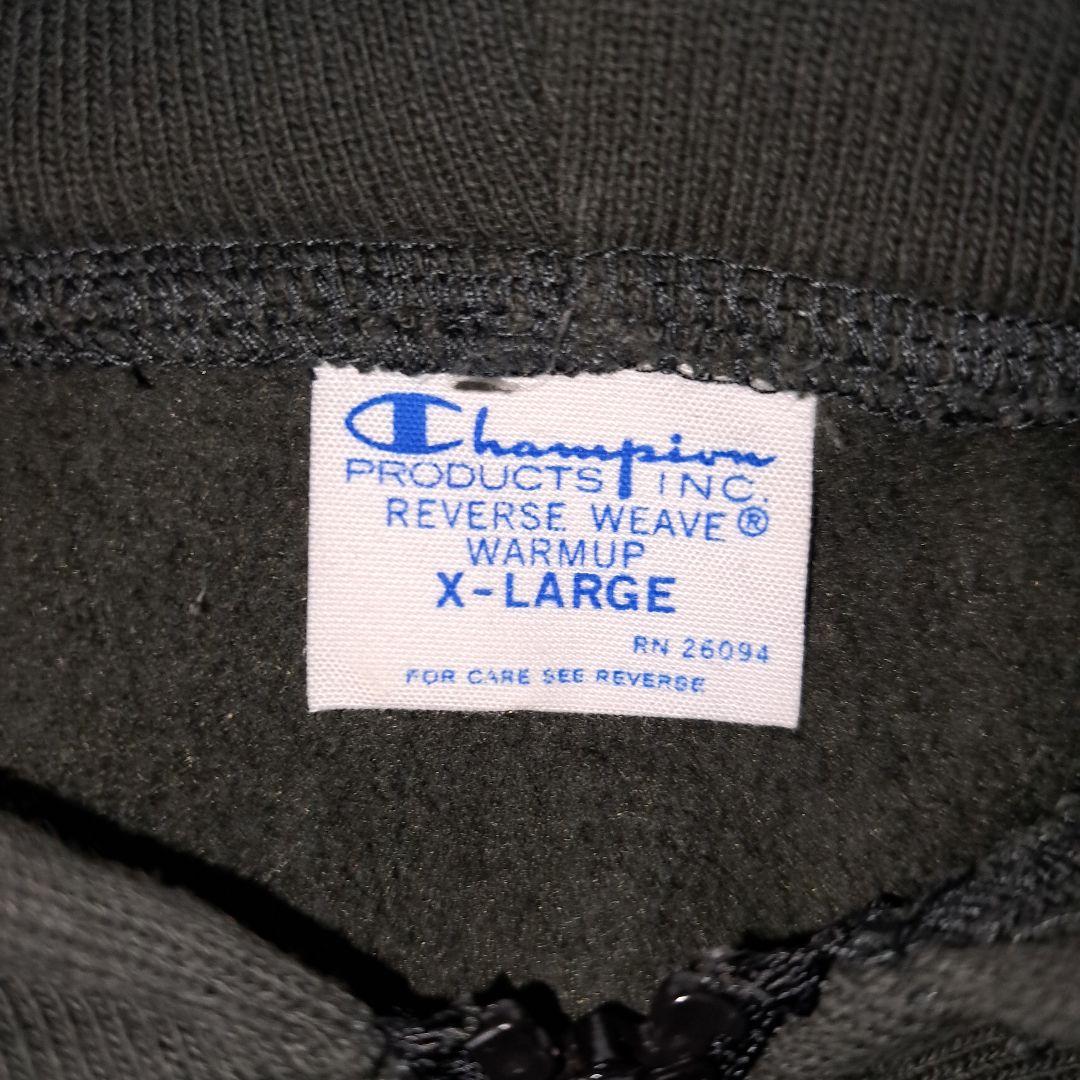 Champion
PRODUCTS INC.
REVERSE WEAVE®
WARMUP
X-LARGE
RN 26094
FOR CARE SEE REVERSE